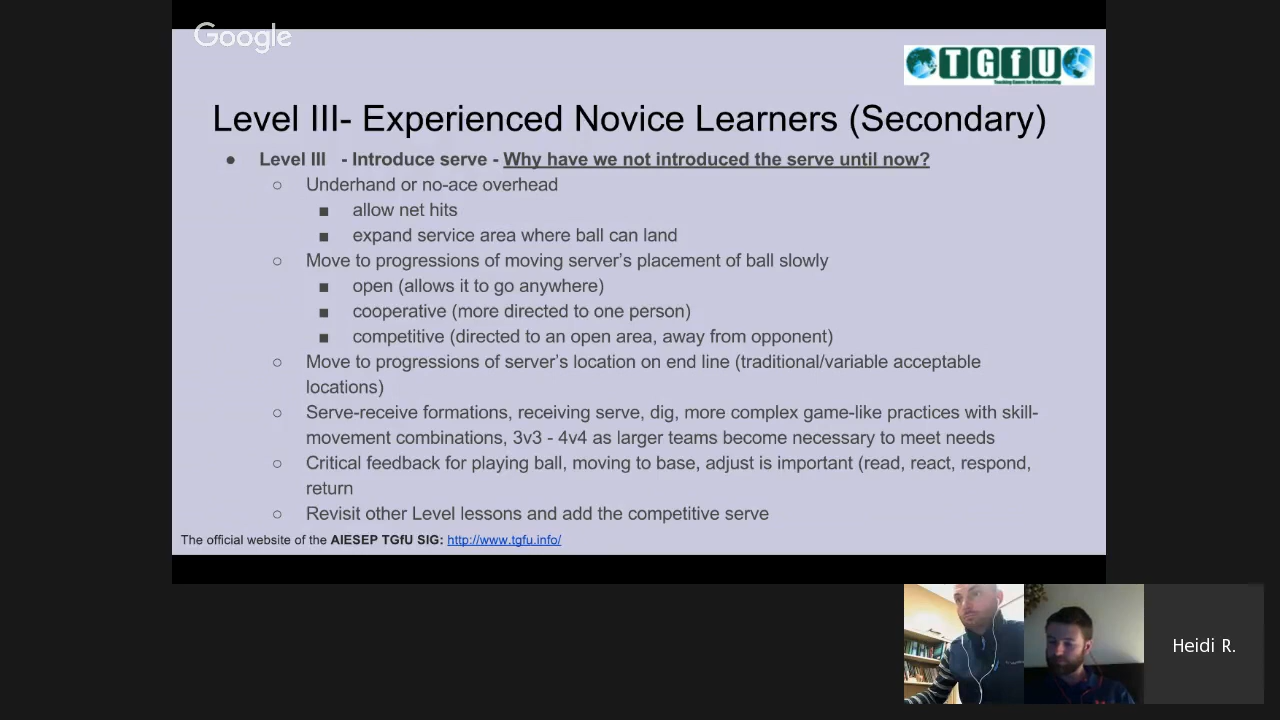 Google
TGfU
Teaching Games for Understanding
Level III- Experienced Novice Learners (Secondary)
● Level III - Introduce serve - Why have we not introduced the serve until now?
○ Underhand or no-ace overhead
■ allow net hits
■ expand service area where ball can land
○ Move to progressions of moving server's placement of ball slowly
■ open (allows it to go anywhere)
■ cooperative (more directed to one person)
■ competitive (directed to an open area, away from opponent)
○ Move to progressions of server's location on end line (traditional/variable acceptable
locations)
○ Serve-receive formations, receiving serve, dig, more complex game-like practices with skill-
movement combinations, 3v3 - 4v4 as larger teams become necessary to meet needs
○ Critical feedback for playing ball, moving to base, adjust is important (read, react, respond,
return
○ Revisit other Level lessons and add the competitive serve
The official website of the AIESEP TGfU SIG: http://www.tgfu.info/
Heidi R.